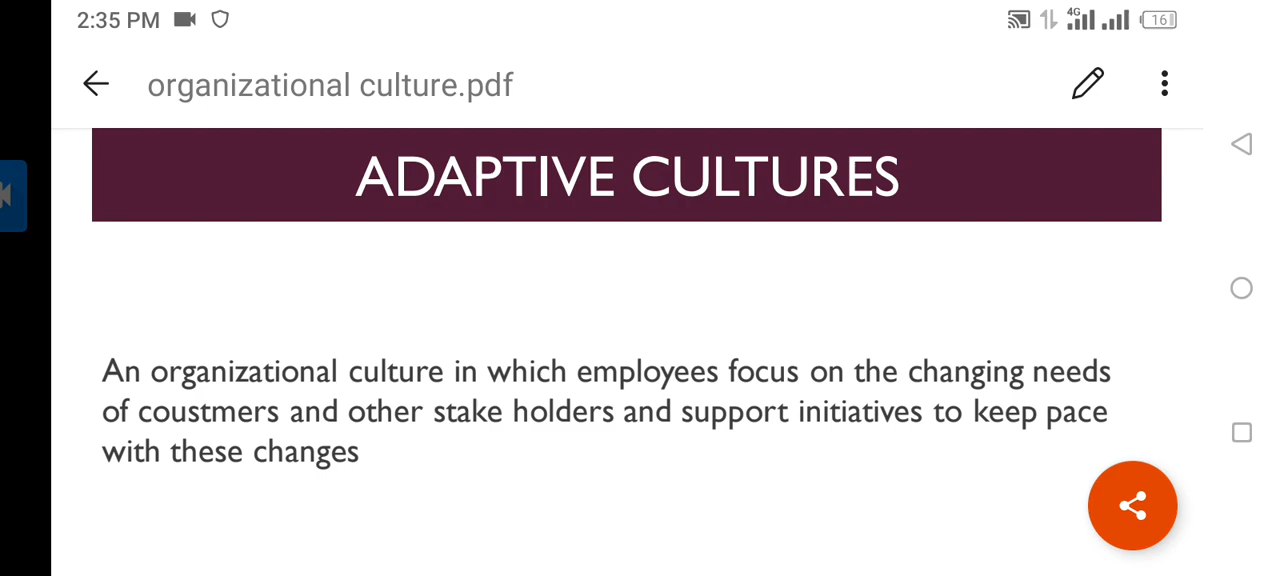 2:35 PM
4G
16
organizational culture.pdf
ADAPTIVE CULTURES
An organizational culture in which employees focus on the changing needs
of coustmers and other stake holders and support initiatives to keep pace
with these changes